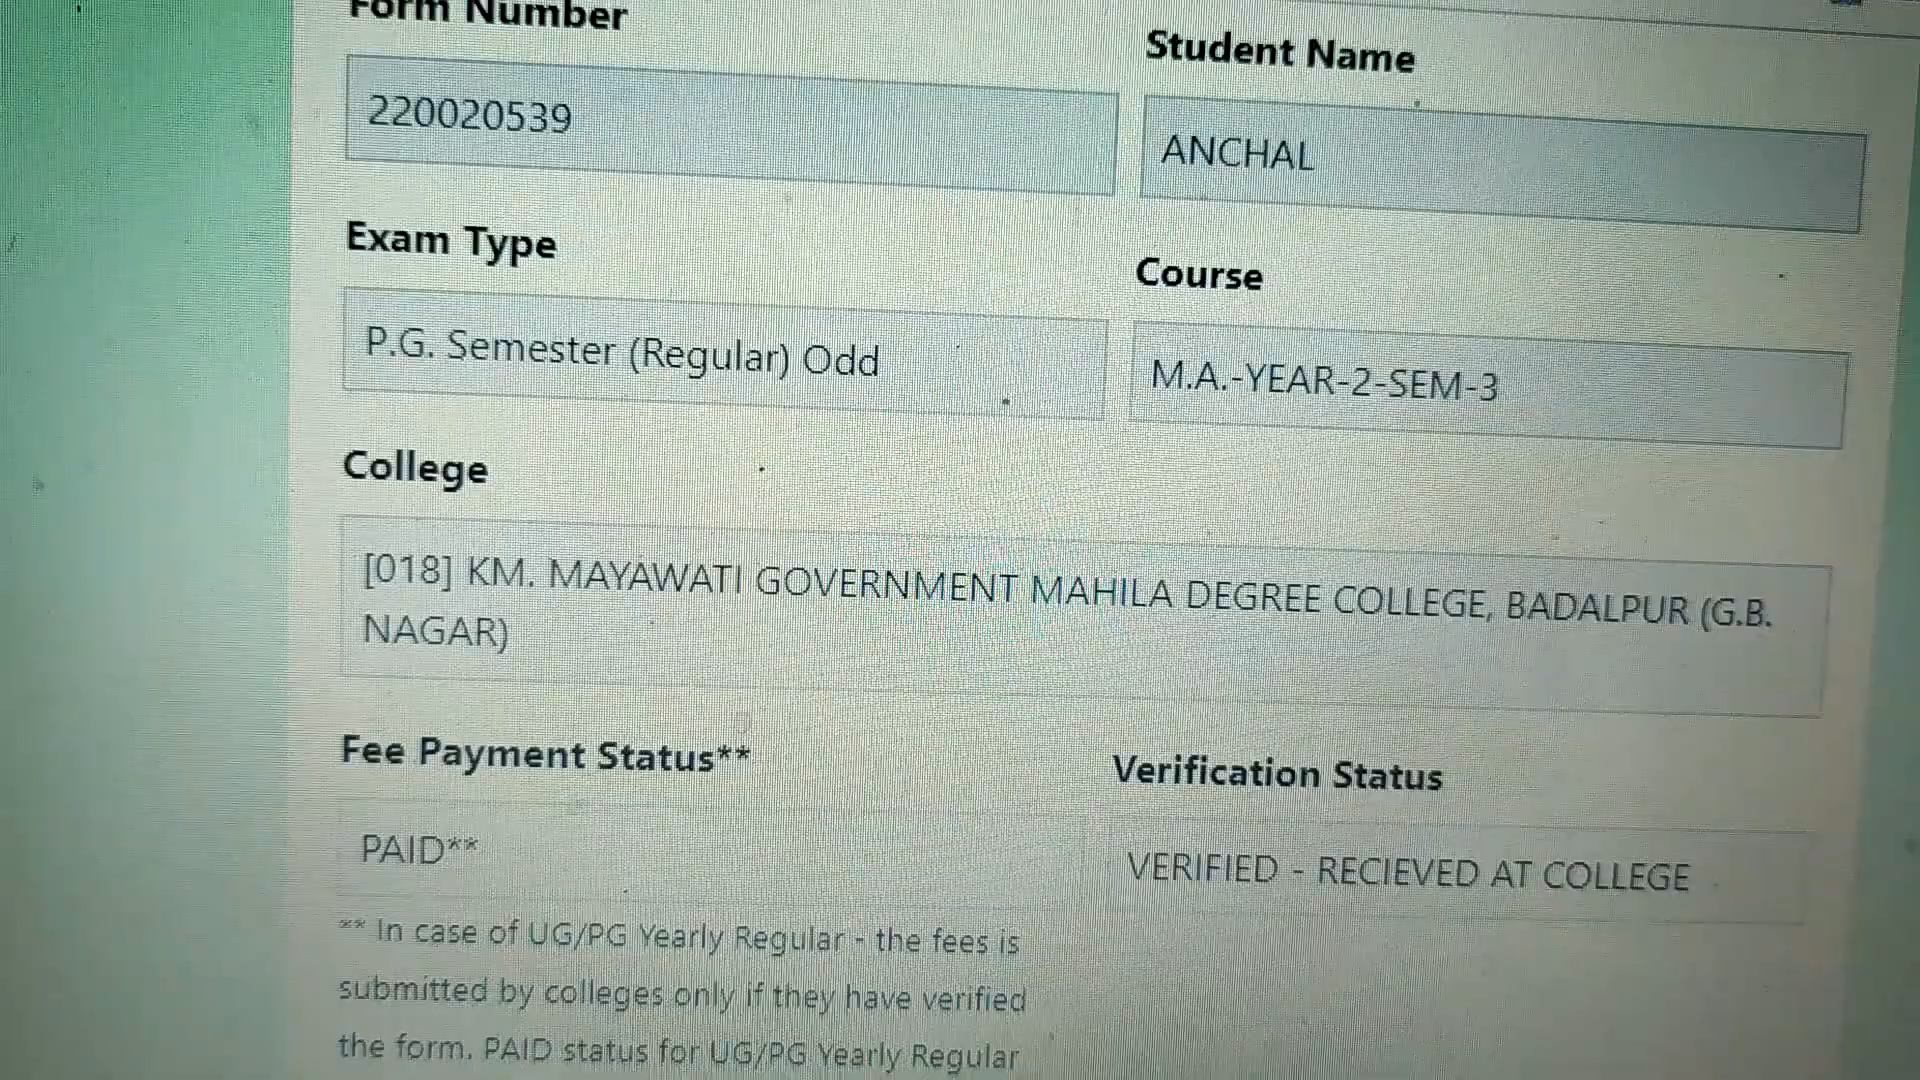 Form Number
Student Name
220020539
ANCHAL
Exam Type
Course
P.G. Semester (Regular) Odd
M.A.-YEAR-2-SEM-3
College
[018] KM. MAYAWATI GOVERNMENT MAHILA DEGREE COLLEGE, BADALPUR (G.B.
NAGAR)
Fee Payment Status**
Verification Status
PAID**
VERIFIED - RECIEVED AT COLLEGE
** In case of UG/PG Yearly Regular - the fees is
submitted by colleges only if they have verified
the form. PAID status for UG/PG Yearly Regular